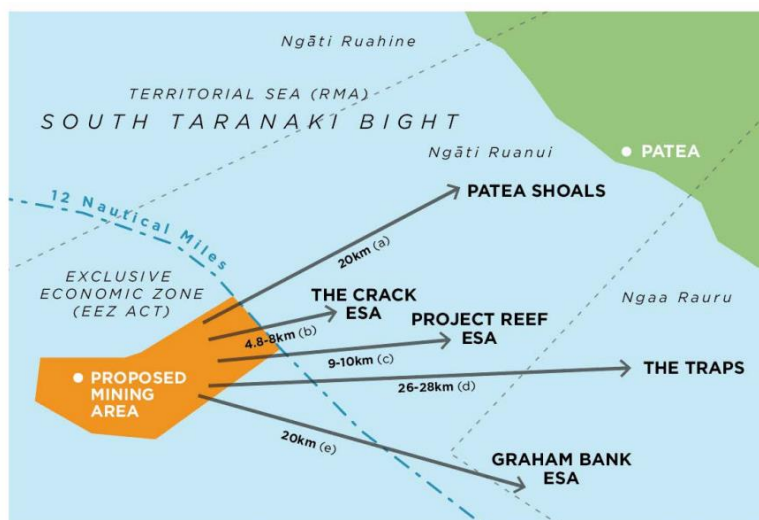 Ngāti Ruahine
TERRITORIAL SEA (RMA)
SOUTH TARANAKI BIGHT
Ngāti Ruanui
PATEA
PATEA SHOALS
12 Nautical Miles
20km (a)
EXCLUSIVE
ECONOMIC ZONE
(EEZ ACT)
THE CRACK
ESA
Ngaa Rauru
4.8-8km (b)
PROJECT REEF
ESA
9-10km (c)
THE TRAPS
PROPOSED
MINING
AREA
26-28km (d)
20km (e)
GRAHAM BANK
ESA